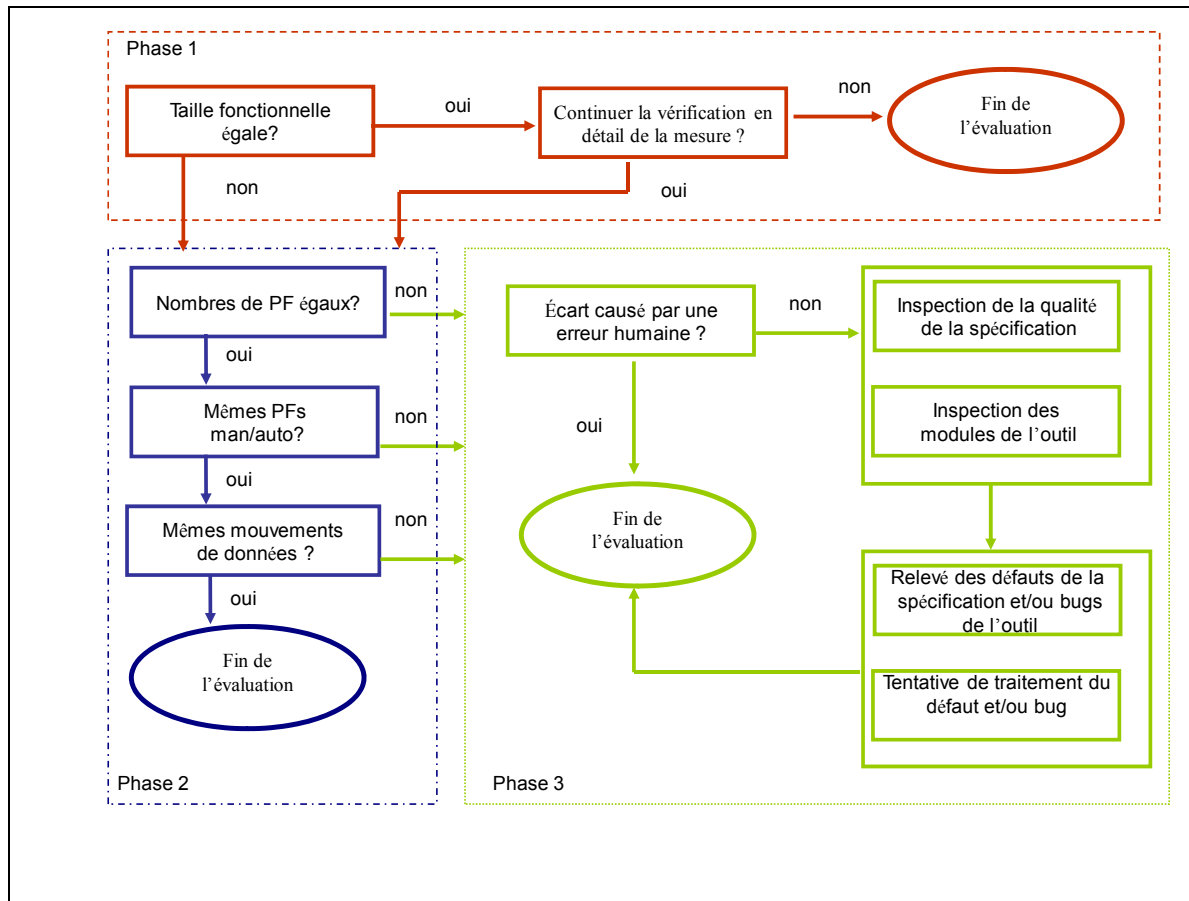 Phase 1
Taille fonctionnelle
égale?
oui
Continuer la vérification en
détail de la mesure ?
non
Fin de
l'évaluation
non
oui
Nombres de PF égaux?
non
oui
Mêmes PFs
man/auto?
non
oui
Mêmes mouvements
de données ?
non
oui
Fin de
l'évaluation
Phase 2
Écart causé par une
erreur humaine ?
non
Inspection de la qualité
de la spécification
Inspection des
modules de l'outil
oui
Fin de
l'évaluation
Relevé des défauts de la
spécification et/ou bugs
de l'outil
Tentative de traitement du
défaut et/ou bug
Phase 3